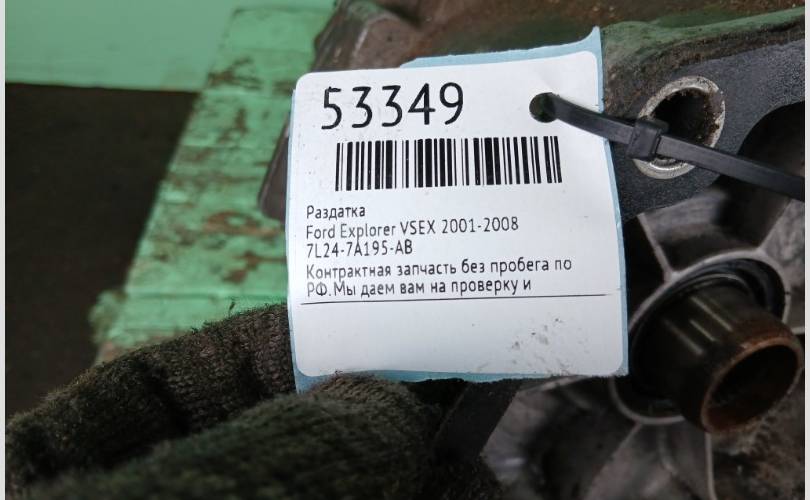 53349
Раздатка
Ford Explorer VSEX 2001-2008
7L24-7A195-AB
Контрактная запчасть без пробега по
РФ.Мы даем вам на проверку и